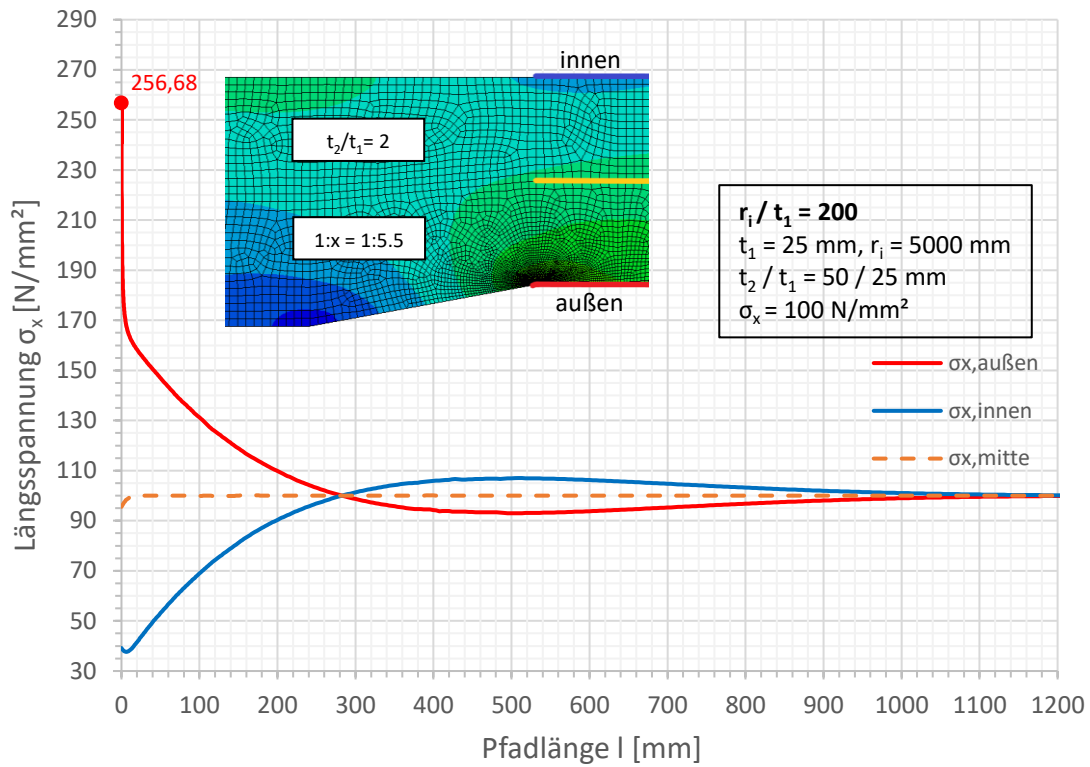 Längsspannung σₓ [N/mm²]
290
270
250
230
210
190
170
150
130
110
90
70
50
30
256,68
innen
t₂/t₁= 2
1:x = 1:5.5
außen
rᵢ / t₁ = 200
t₁ = 25 mm, rᵢ = 5000 mm
t₂ / t₁ = 50 / 25 mm
σₓ = 100 N/mm²
σx,außen
σx,innen
σx,mitte
0 100 200 300 400 500 600 700 800 900 1000 1100 1200
Pfadlänge l [mm]